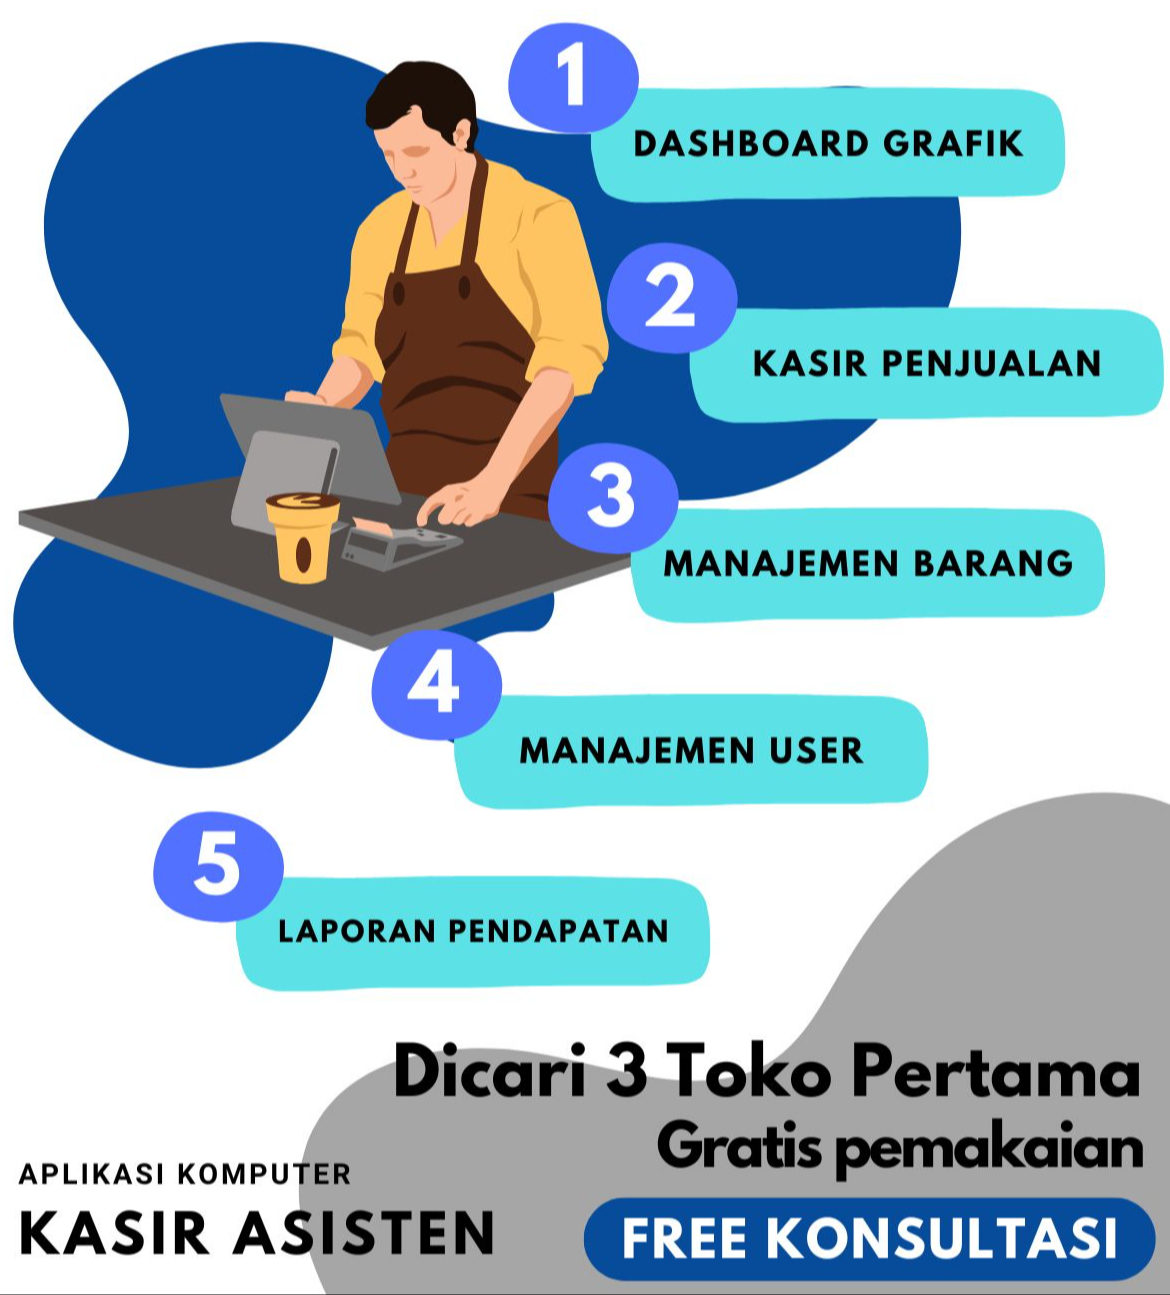 1
DASHBOARD GRAFIK
2
KASIR PENJUALAN
3
MANAJEMEN BARANG
4
MANAJEMEN USER
5
LAPORAN PENDAPATAN
Dicari 3 Toko Pertama
Gratis pemakaian
APLIKASI KOMPUTER
KASIR ASISTEN
FREE KONSULTASI